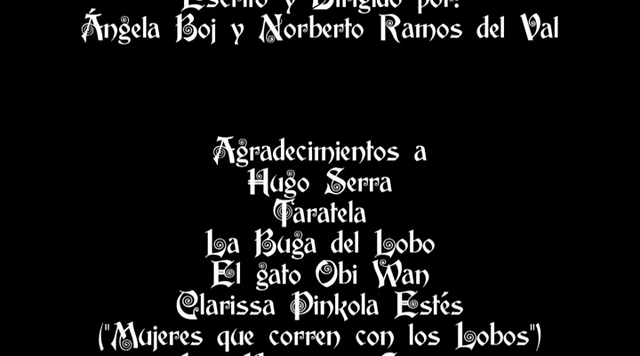 Escrito y Dirigido por:
Ángela Boj y Norberto Ramos del Val
Agradecimientos a
Hugo Serra
Taratela
La Buga del Lobo
El gato Obi Wan
Clarissa Pinkola Estés
("Mujeres que corren con los Lobos")